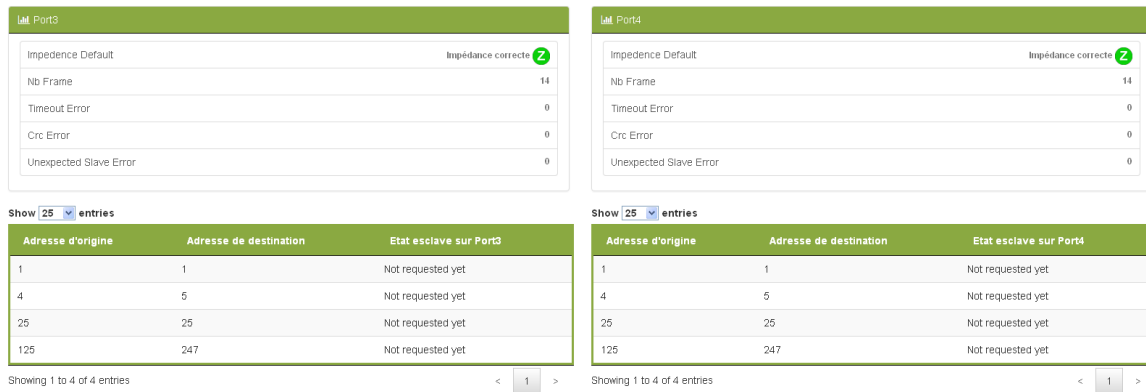 Port3
Impedence Default Impédance correcte Z
Nb Frame 14
Timeout Error 0
Crc Error 0
Unexpected Slave Error 0
Show 25 entries
Adresse d'origine Adresse de destination Etat esclave sur Port3
1 1 Not requested yet
4 5 Not requested yet
25 25 Not requested yet
125 247 Not requested yet
Showing 1 to 4 of 4 entries < 1 >
Port4
Impedence Default Impédance correcte Z
Nb Frame 14
Timeout Error 0
Crc Error 0
Unexpected Slave Error 0
Show 25 entries
Adresse d'origine Adresse de destination Etat esclave sur Port4
1 1 Not requested yet
4 5 Not requested yet
25 25 Not requested yet
125 247 Not requested yet
Showing 1 to 4 of 4 entries < 1 >